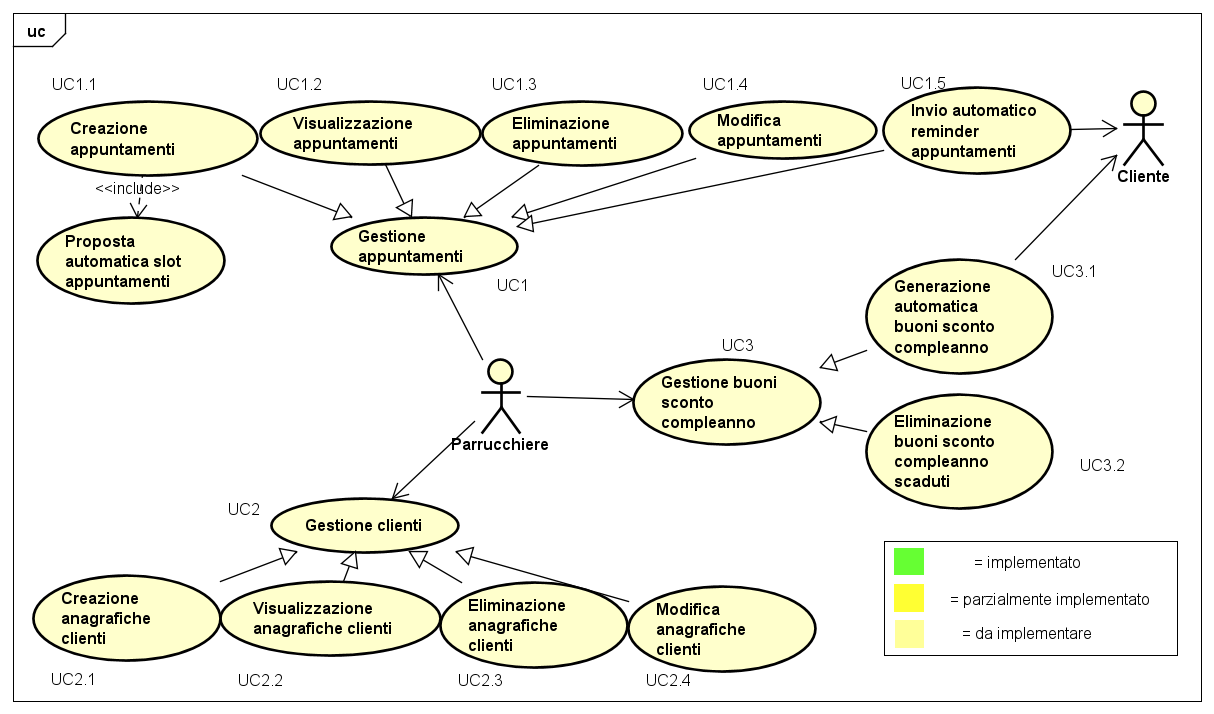 uc
UC1.1
UC1.2
UC1.3
UC1.4
UC1.5
Creazione
appuntamenti
Visualizzazione
appuntamenti
Eliminazione
appuntamenti
Modifica
appuntamenti
Invio automatico
reminder
appuntamenti
Cliente
<<include>>
Proposta
automatica slot
appuntamenti
Gestione
appuntamenti
UC1
UC3.1
Generazione
automatica
buoni sconto
compleanno
UC3
Gestione buoni
sconto
compleanno
Parrucchiere
Eliminazione
buoni sconto
compleanno
scaduti
UC3.2
UC2
Gestione clienti
Creazione
anagrafiche
clienti
Visualizzazione
anagrafiche clienti
Eliminazione
anagrafiche
clienti
Modifica
anagrafiche
clienti
UC2.1
UC2.2
UC2.3
UC2.4
= implementato
= parzialmente implementato
= da implementare